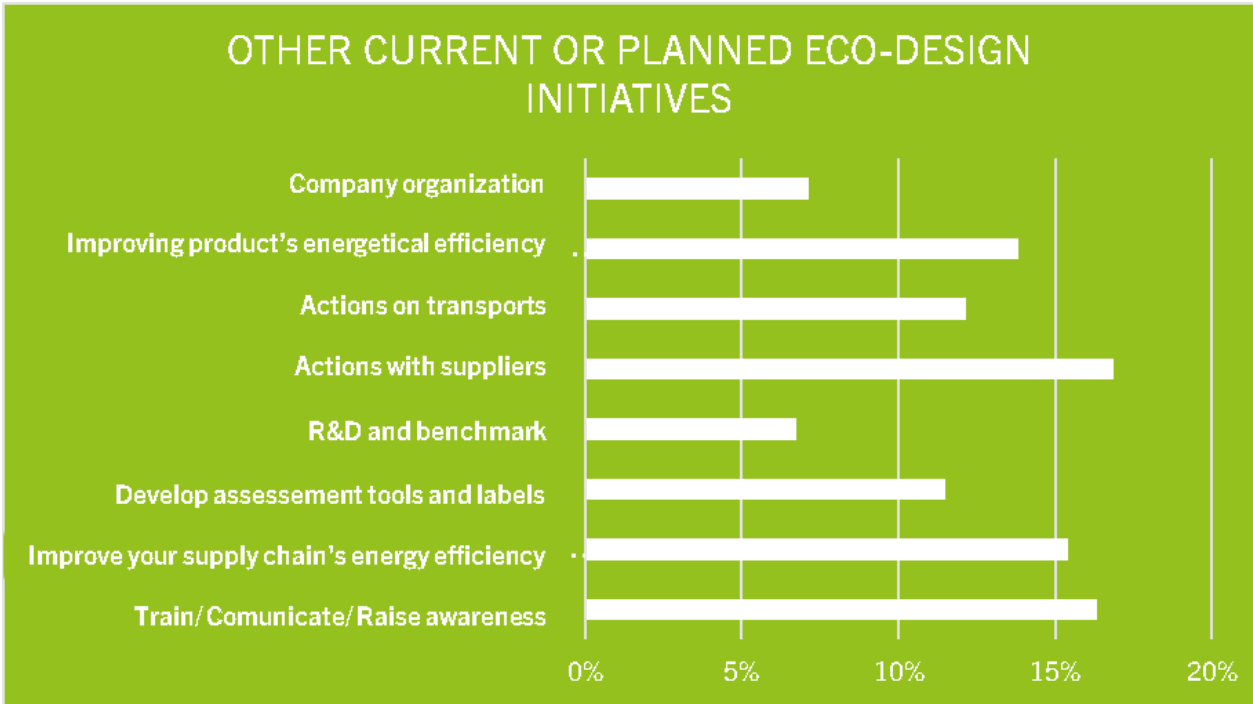 OTHER CURRENT OR PLANNED ECO-DESIGN
INITIATIVES
Company organization
Improving product's energetical efficiency
Actions on transports
Actions with suppliers
R&D and benchmark
Develop assessement tools and labels
Improve your supply chain's energy efficiency
Train/ Comunicate/ Raise awareness
0% 5% 10% 15% 20%